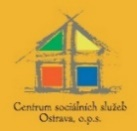 Centrum sociálních služeb
Ostrava, o.p.s.